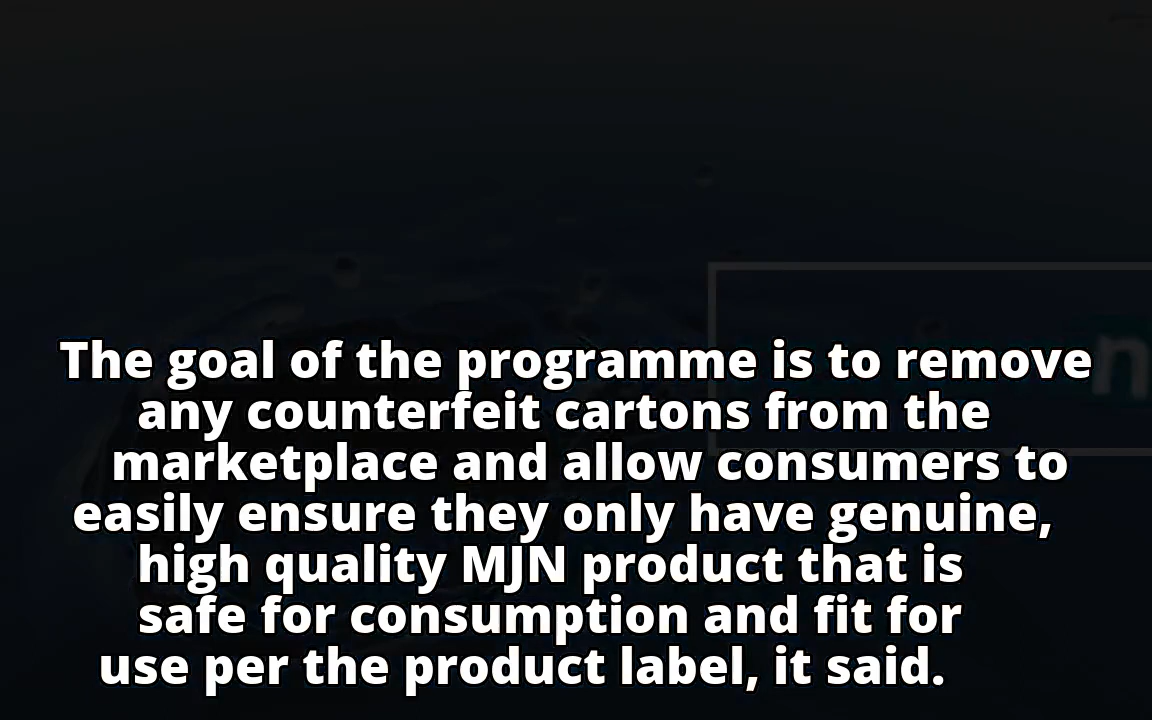 The goal of the programme is to remove
any counterfeit cartons from the
marketplace and allow consumers to
easily ensure they only have genuine,
high quality MJN product that is
safe for consumption and fit for
use per the product label, it said.